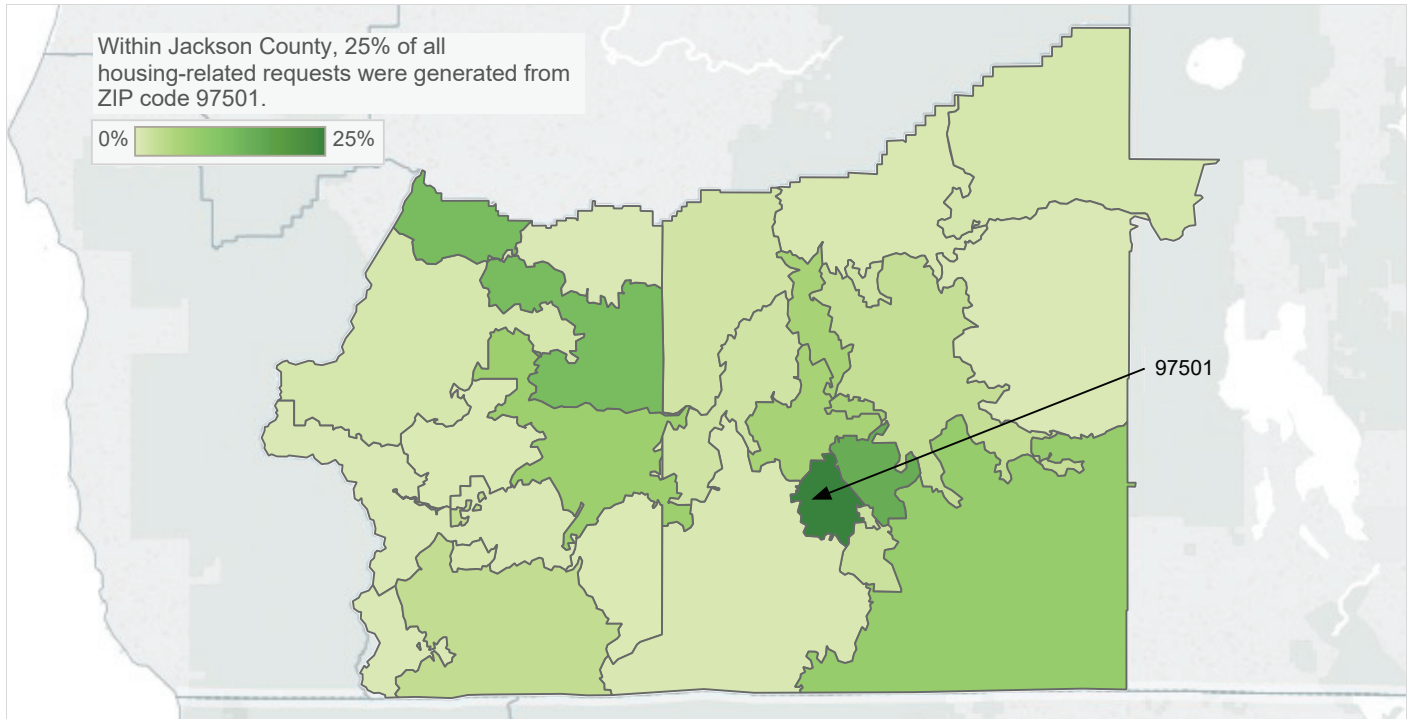 Within Jackson County, 25% of all
housing-related requests were generated from
ZIP code 97501.
0% 25%
97501